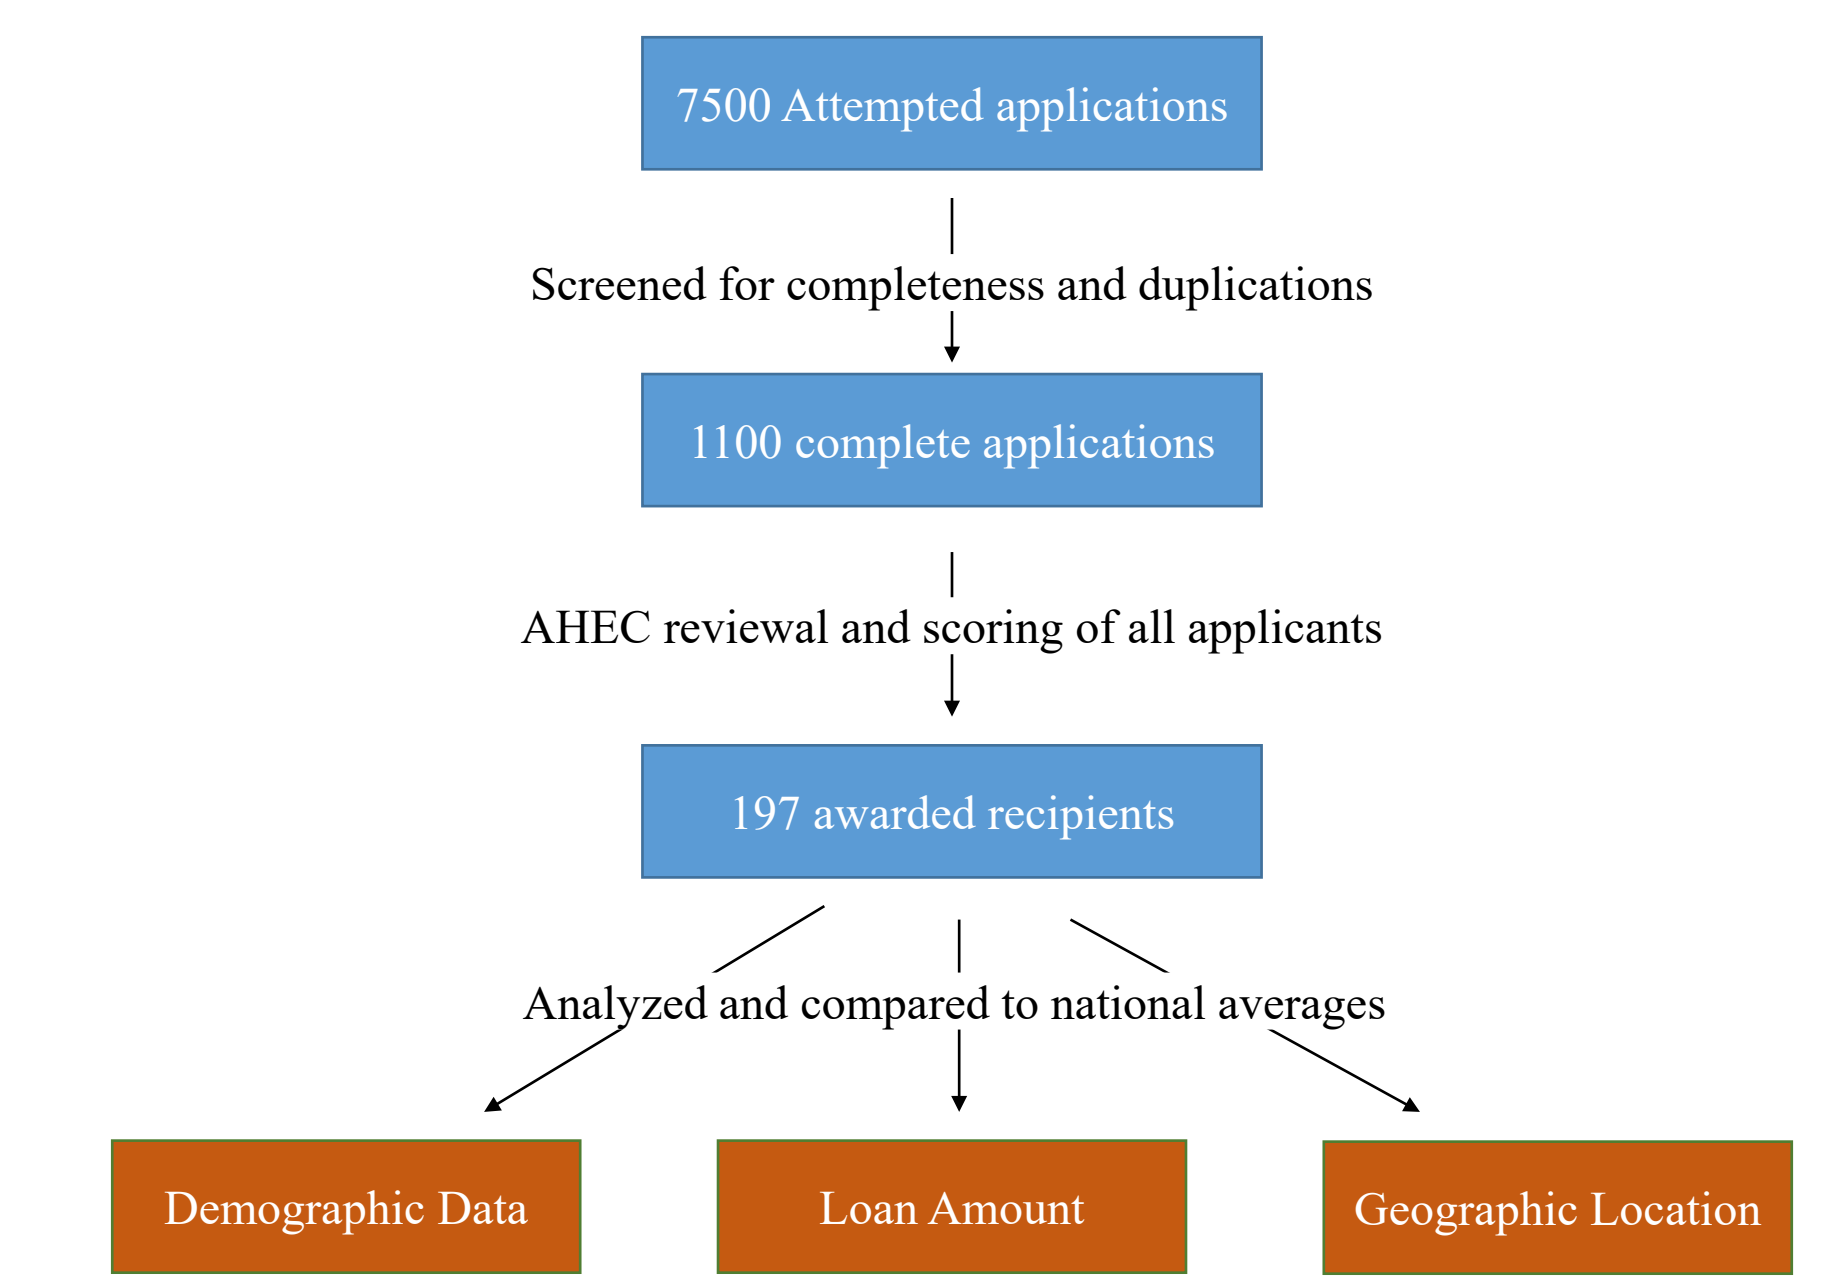 7500 Attempted applications
Screened for completeness and duplications
1100 complete applications
AHEC reviewal and scoring of all applicants
197 awarded recipients
Analyzed and compared to national averages
Demographic Data
Loan Amount
Geographic Location